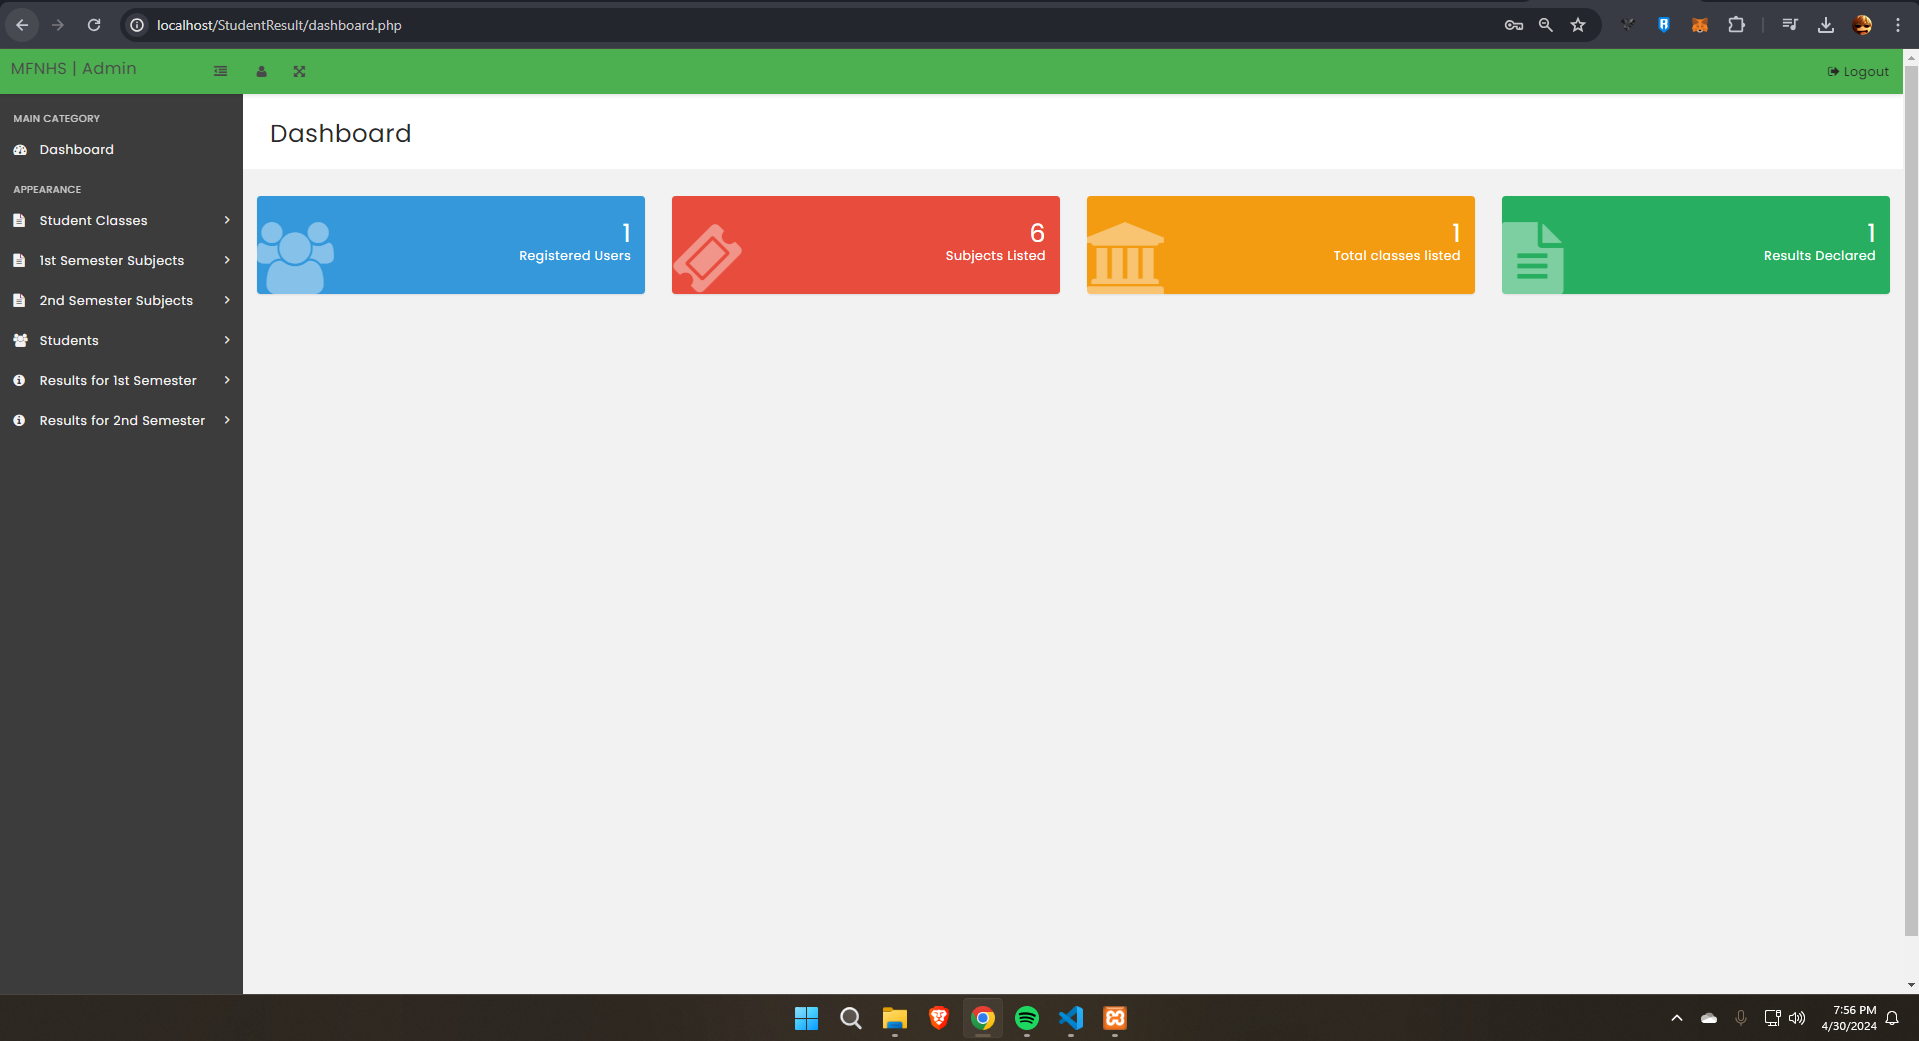 localhost/StudentResult/dashboard.php
MFNHS | Admin
Logout
MAIN CATEGORY
Dashboard
APPEARANCE
Student Classes
1st Semester Subjects
2nd Semester Subjects
Students
Results for 1st Semester
Results for 2nd Semester
Dashboard
1
Registered Users
6
Subjects Listed
1
Total classes listed
1
Results Declared
7:56 PM
4/30/2024